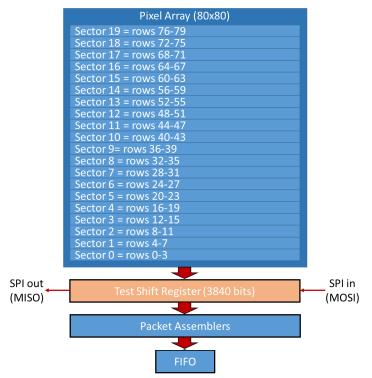 Pixel Array (80x80)
Sector 19 = rows 76-79
Sector 18 = rows 72-75
Sector 17 = rows 68-71
Sector 16 = rows 64-67
Sector 15 = rows 60-63
Sector 14 = rows 56-59
Sector 13 = rows 52-55
Sector 12 = rows 48-51
Sector 11 = rows 44-47
Sector 10 = rows 40-43
Sector 9= rows 36-39
Sector 8 = rows 32-35
Sector 7 = rows 28-31
Sector 6 = rows 24-27
Sector 5 = rows 20-23
Sector 4 = rows 16-19
Sector 3 = rows 12-15
Sector 2 = rows 8-11
Sector 1 = rows 4-7
Sector 0 = rows 0-3
SPI out
(MISO)
Test Shift Register (3840 bits)
SPI in
(MOSI)
Packet Assemblers
FIFO